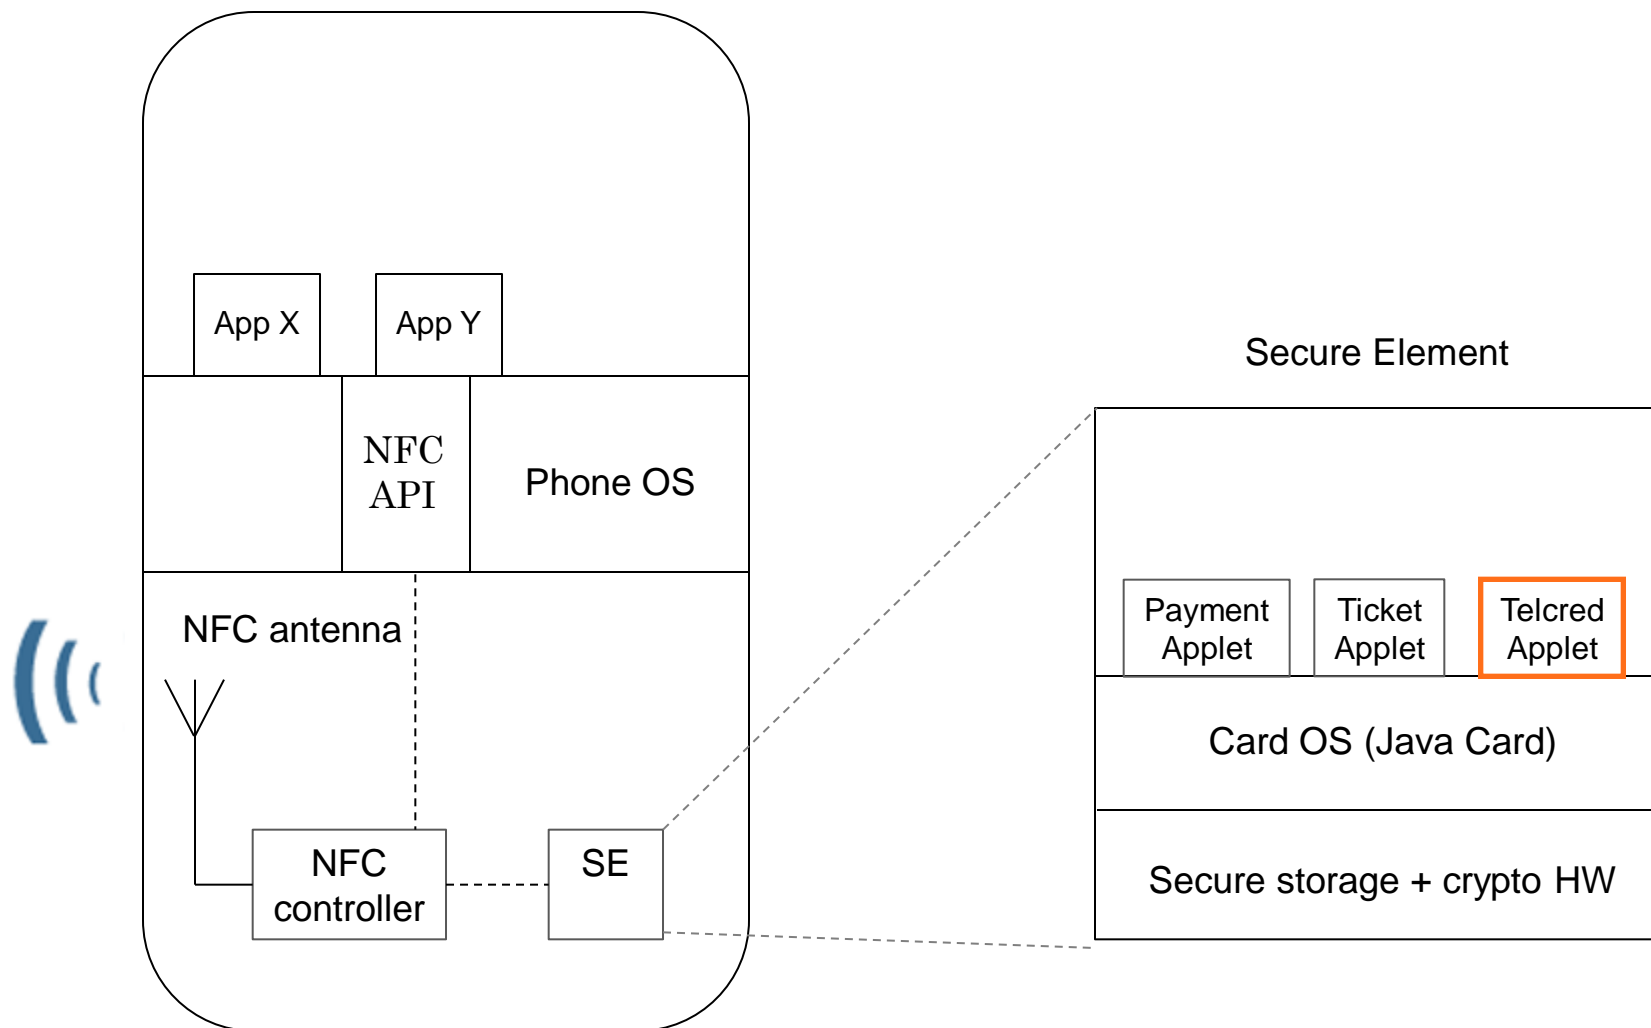 App X
App Y
NFC
API
Phone OS
NFC antenna
NFC
controller
SE
Secure Element
Payment
Applet
Ticket
Applet
Telcred
Applet
Card OS (Java Card)
Secure storage + crypto HW